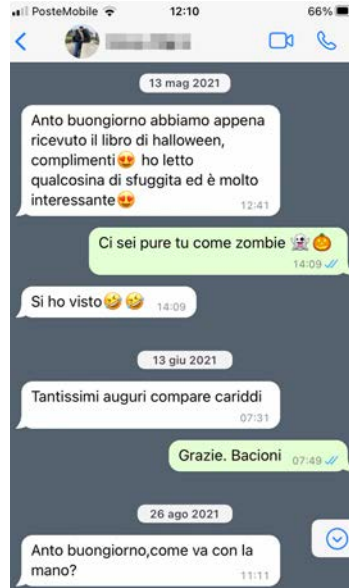 PosteMobile 12:10 66%
13 mag 2021
Anto buongiorno abbiamo appena
ricevuto il libro di halloween,
complimenti😍 ho letto
qualcosina di sfuggita ed è molto
interessante😍
12:41
Ci sei pure tu come zombie 👻🎃
14:09
Si ho visto🤣🤣 14:09
13 giu 2021
Tantissimi auguri compare cariddi
07:31
Grazie. Bacioni 07:49
26 ago 2021
Anto buongiorno,come va con la
mano?
11:11